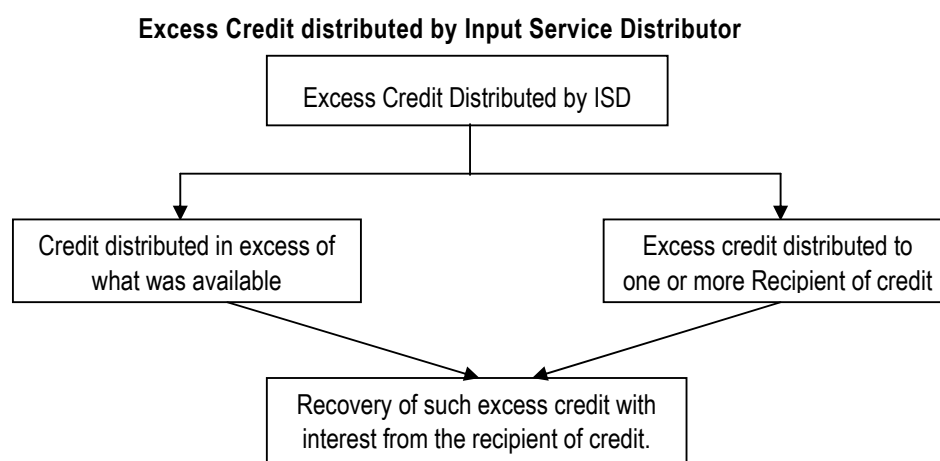 Excess Credit distributed by Input Service Distributor
Excess Credit Distributed by ISD
Credit distributed in excess of
what was available
Excess credit distributed to
one or more Recipient of credit
Recovery of such excess credit with
interest from the recipient of credit.